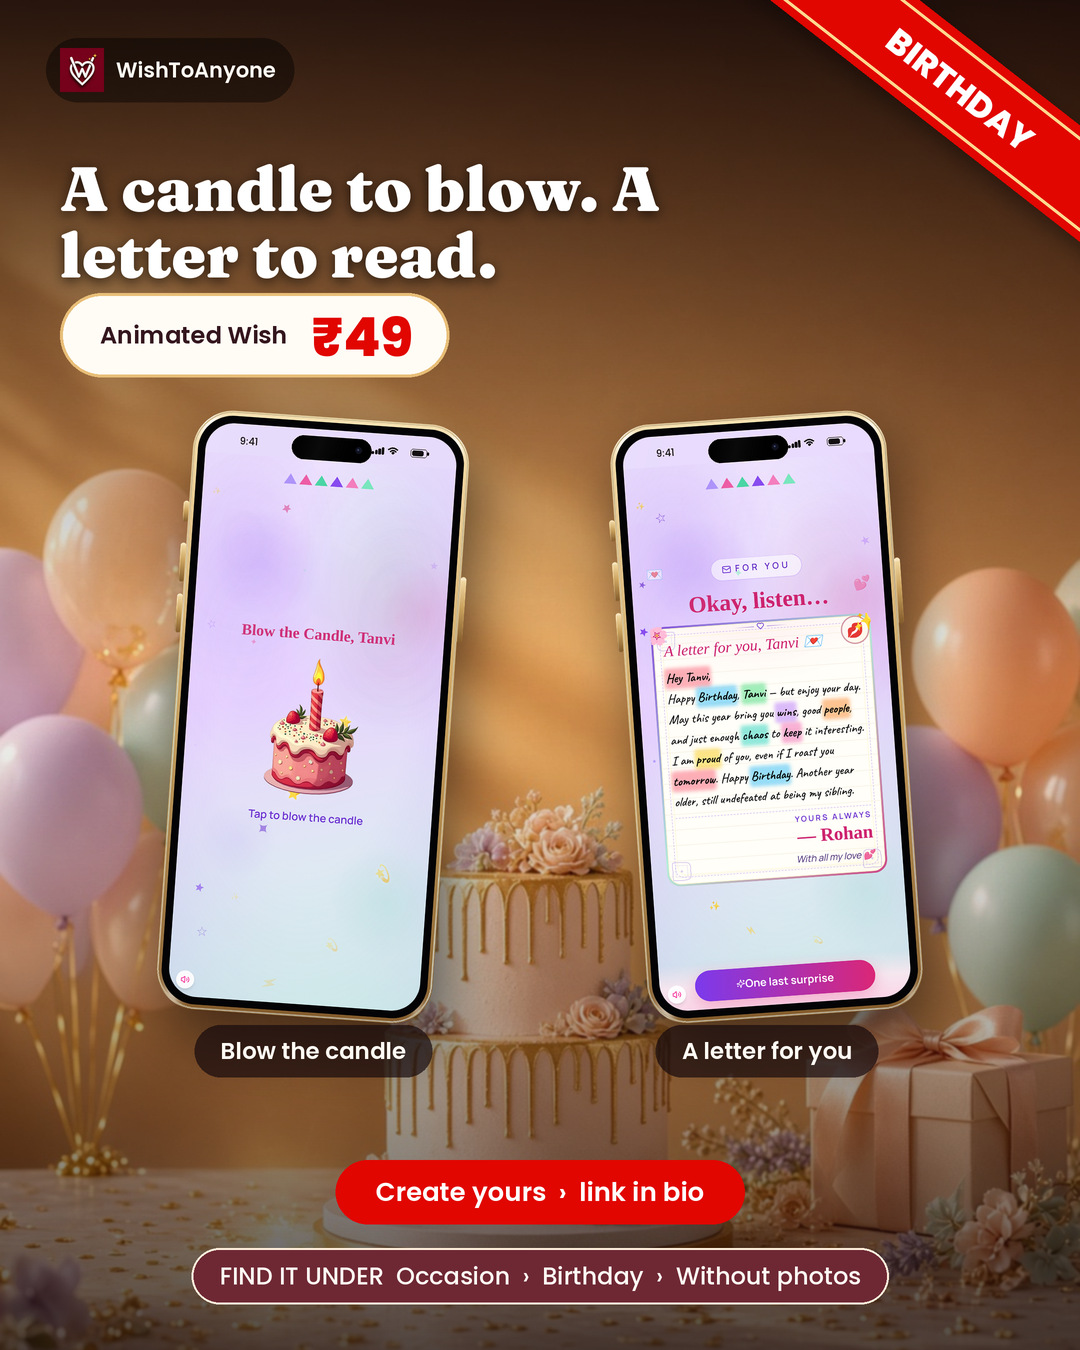 WishToAnyone
BIRTHDAY
A candle to blow. A
letter to read.
Animated Wish ₹49
9:41
Blow the Candle, Tanvi
Tap to blow the candle
9:41
FOR YOU
Okay, listen...
A letter for you, Tanvi 💌
Hey Tanvi,
Happy Birthday, Tanvi – but enjoy your day.
May this year bring you wins, good people,
and just enough chaos to keep it interesting.
I am proud of you, even if I roast you
tomorrow. Happy Birthday. Another year
older, still undefeated at being my sibling.
YOURS ALWAYS
— Rohan
With all my love 💕
One last surprise
Blow the candle
A letter for you
Create yours › link in bio
FIND IT UNDER Occasion › Birthday › Without photos